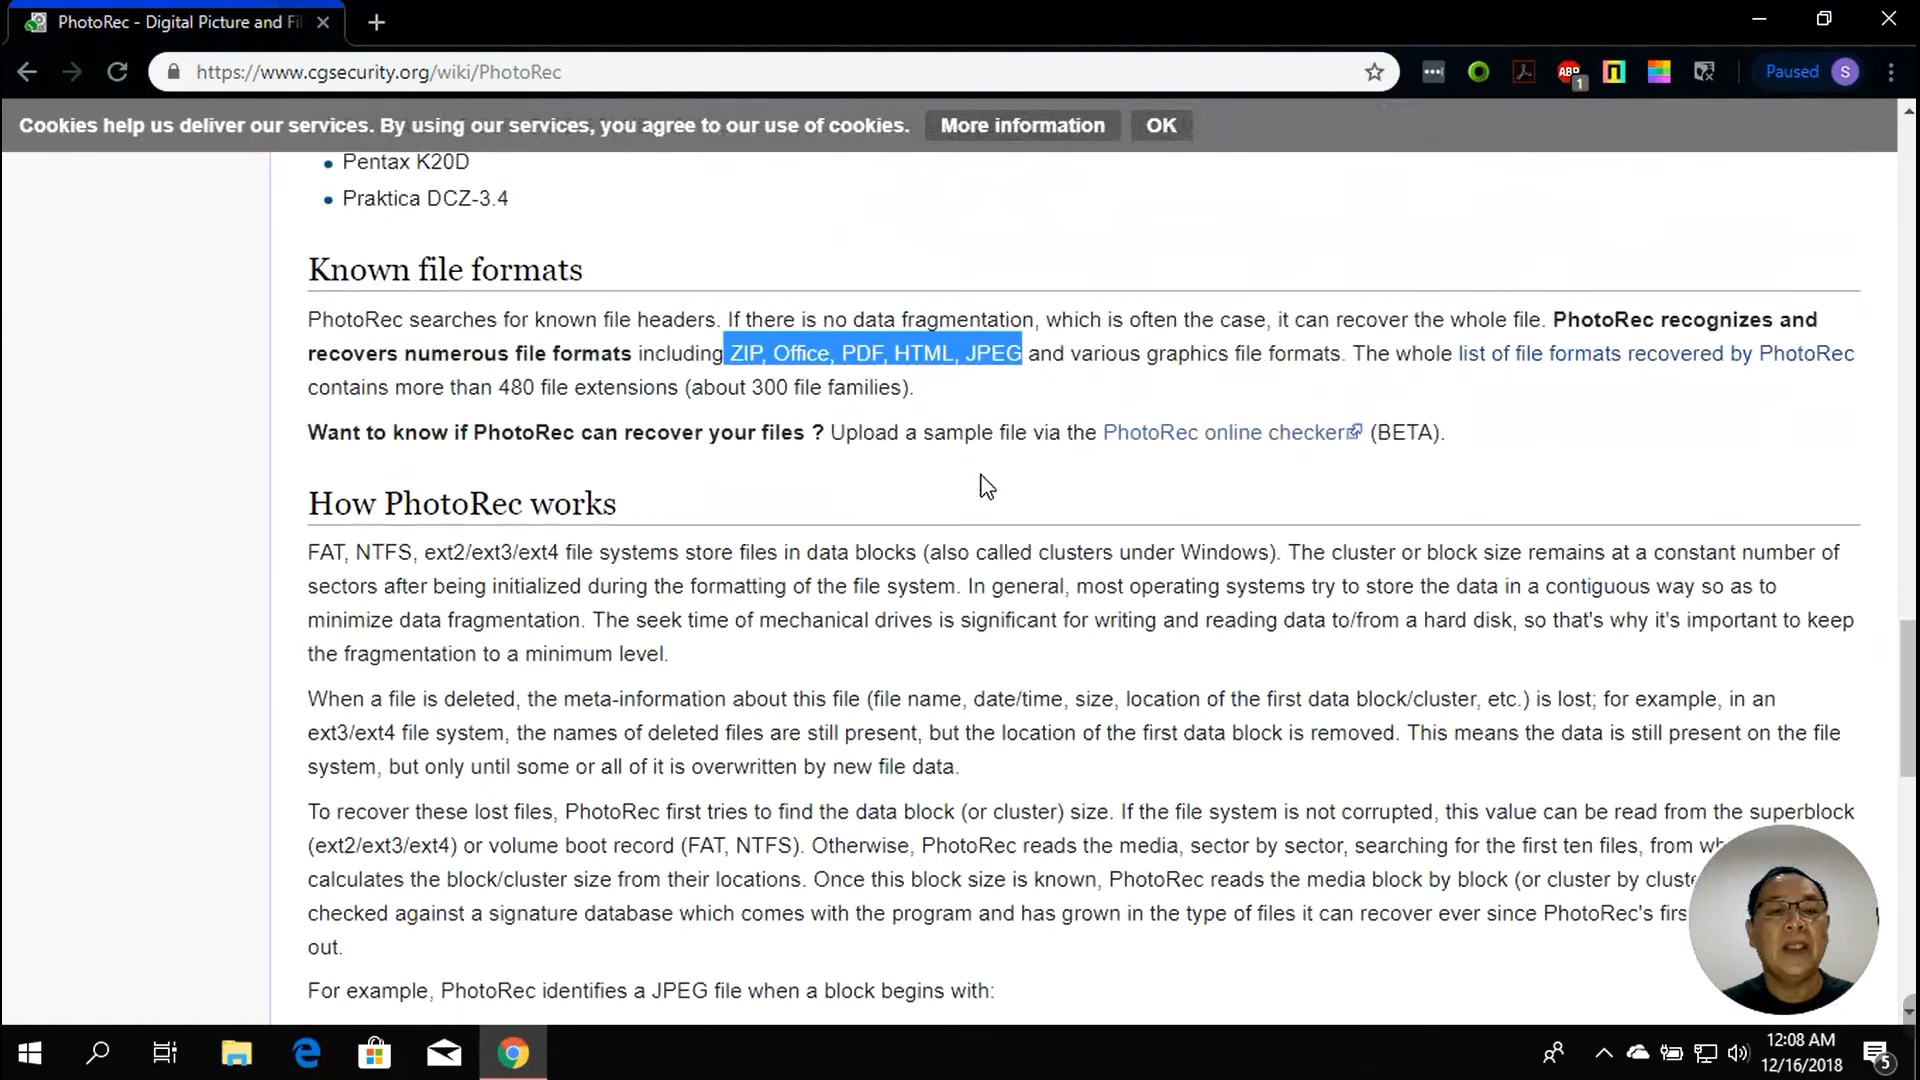 PhotoRec - Digital Picture and Fil
https://www.cgsecurity.org/wiki/PhotoRec
ABP
1
Paused
S
Cookies help us deliver our services. By using our services, you agree to our use of cookies. More information OK
Pentax K20D
Praktica DCZ-3.4
Known file formats
PhotoRec searches for known file headers. If there is no data fragmentation, which is often the case, it can recover the whole file. PhotoRec recognizes and
recovers numerous file formats including ZIP, Office, PDF, HTML, JPEG and various graphics file formats. The whole list of file formats recovered by PhotoRec
contains more than 480 file extensions (about 300 file families).
Want to know if PhotoRec can recover your files ? Upload a sample file via the PhotoRec online checker (BETA).
How PhotoRec works
FAT, NTFS, ext2/ext3/ext4 file systems store files in data blocks (also called clusters under Windows). The cluster or block size remains at a constant number of
sectors after being initialized during the formatting of the file system. In general, most operating systems try to store the data in a contiguous way so as to
minimize data fragmentation. The seek time of mechanical drives is significant for writing and reading data to/from a hard disk, so that's why it's important to keep
the fragmentation to a minimum level.
When a file is deleted, the meta-information about this file (file name, date/time, size, location of the first data block/cluster, etc.) is lost; for example, in an
ext3/ext4 file system, the names of deleted files are still present, but the location of the first data block is removed. This means the data is still present on the file
system, but only until some or all of it is overwritten by new file data.
To recover these lost files, PhotoRec first tries to find the data block (or cluster) size. If the file system is not corrupted, this value can be read from the superblock
(ext2/ext3/ext4) or volume boot record (FAT, NTFS). Otherwise, PhotoRec reads the media, sector by sector, searching for the first ten files, from
calculates the block/cluster size from their locations. Once this block size is known, PhotoRec reads the media block by block (or cluster by
checked against a signature database which comes with the program and has grown in the type of files it can recover ever since PhotoRec's
out.
For example, PhotoRec identifies a JPEG file when a block begins with:
12:08 AM
12/16/2018
5